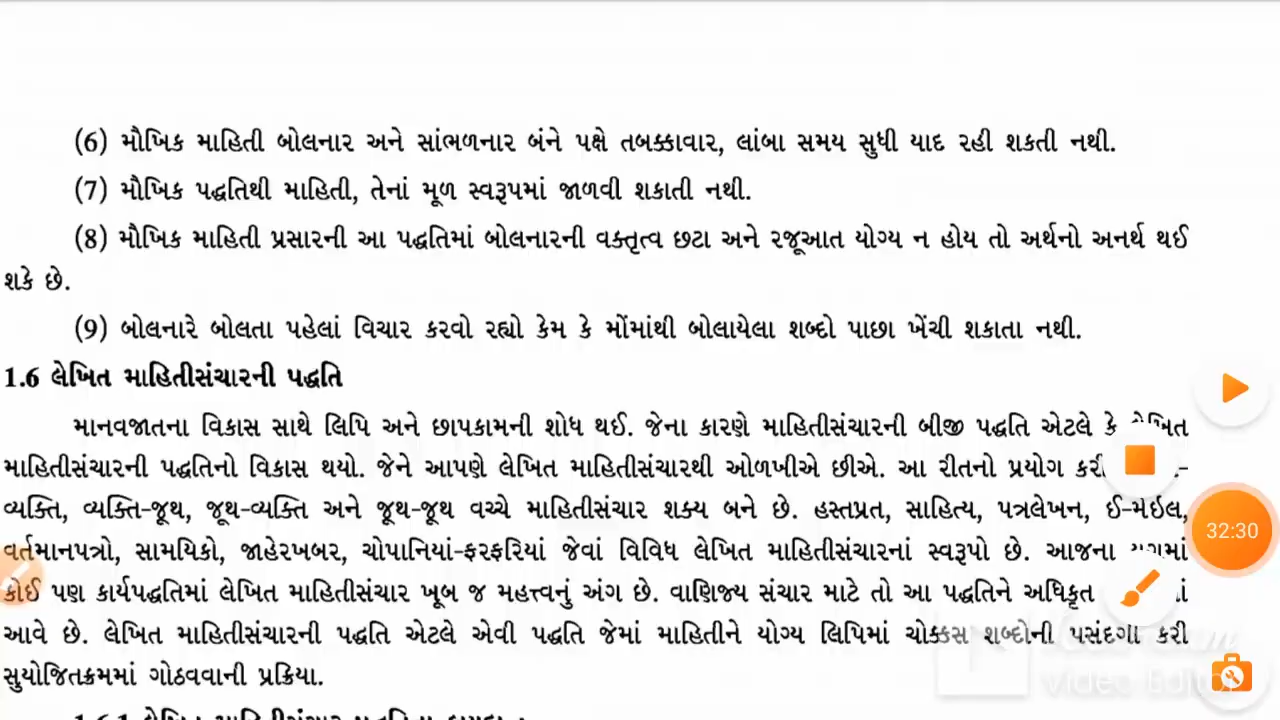 (6) મૌખિક માહિતી બોલનાર અને સાંભળનાર બંને પક્ષે તબક્કાવાર, લાંબા સમય સુધી યાદ રહી શકતી નથી.
(7) મૌખિક પદ્ધતિથી માહિતી, તેનાં મૂળ સ્વરૂપમાં જાળવી શકાતી નથી.
(8) મૌખિક માહિતી પ્રસારની આ પદ્ધતિમાં બોલનારની વક્તૃત્વ છટા અને રજૂઆત યોગ્ય ન હોય તો અર્થનો અનર્થ થઈ
શકે છે.
(9) બોલનારે બોલતા પહેલાં વિચાર કરવો રહ્યો કેમ કે મોંમાંથી બોલાયેલા શબ્દો પાછા ખેંચી શકાતા નથી.
1.6 લેખિત માહિતીસંચારની પદ્ધતિ
માનવજાતના વિકાસ સાથે લિપિ અને છાપકામની શોધ થઈ. જેના કારણે માહિતીસંચારની બીજી પદ્ધતિ એટલે કે લેખિત
માહિતીસંચારની પદ્ધતિનો વિકાસ થયો. જેને આપણે લેખિત માહિતીસંચારથી ઓળખીએ છીએ. આ રીતનો પ્રયોગ કરી
વ્યક્તિ, વ્યક્તિ-જૂથ, જૂથ-વ્યક્તિ અને જૂથ-જૂથ વચ્ચે માહિતીસંચાર શક્ય બને છે. હસ્તપ્રત, સાહિત્ય, પત્રલેખન, ઈ-મેઈલ,
વર્તમાનપત્રો, સામયિકો, જાહેરખબર, ચોપાનિયાં-ફરફરિયાં જેવાં વિવિધ લેખિત માહિતીસંચારનાં સ્વરૂપો છે. આજના યુગમાં
કોઈ પણ કાર્યપદ્ધતિમાં લેખિત માહિતીસંચાર ખૂબ જ મહત્ત્વનું અંગ છે. વાણિજ્ય સંચાર માટે તો આ પદ્ધતિને અધિકૃત
આવે છે. લેખિત માહિતીસંચારની પદ્ધતિ એટલે એવી પદ્ધતિ જેમાં માહિતીને યોગ્ય લિપિમાં ચોક્કસ શબ્દોની પસંદગી કરી
સુયોજિતક્રમમાં ગોઠવવાની પ્રક્રિયા.
32:30
Video Editor